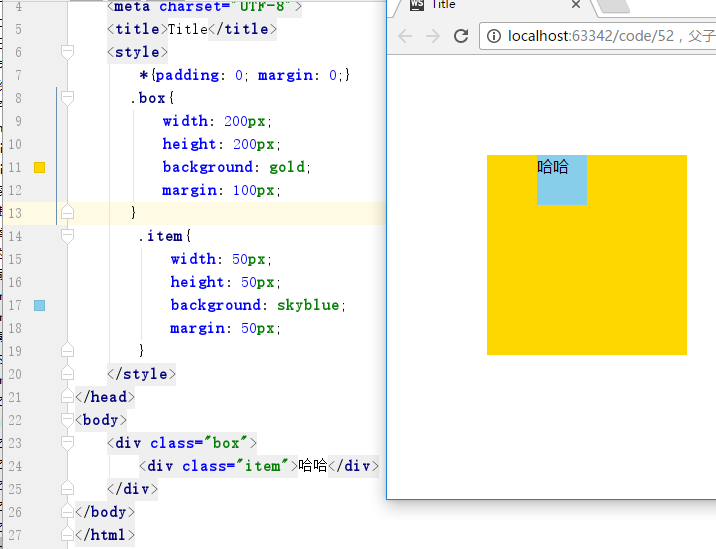 4 <meta charset="UTF-8">
5 <title>Title</title>
6 <style>
7 *{padding: 0; margin: 0;}
8 .box{
9 width: 200px;
10 height: 200px;
11 background: gold;
12 margin: 100px;
13 }
14 .item{
15 width: 50px;
16 height: 50px;
17 background: skyblue;
18 margin: 50px;
19 }
20 </style>
21 </head>
22 <body>
23 <div class="box">
24 <div class="item">哈哈</div>
25 </div>
26 </body>
27 </html>
WS Title
localhost:63342/code/52，父子
哈哈